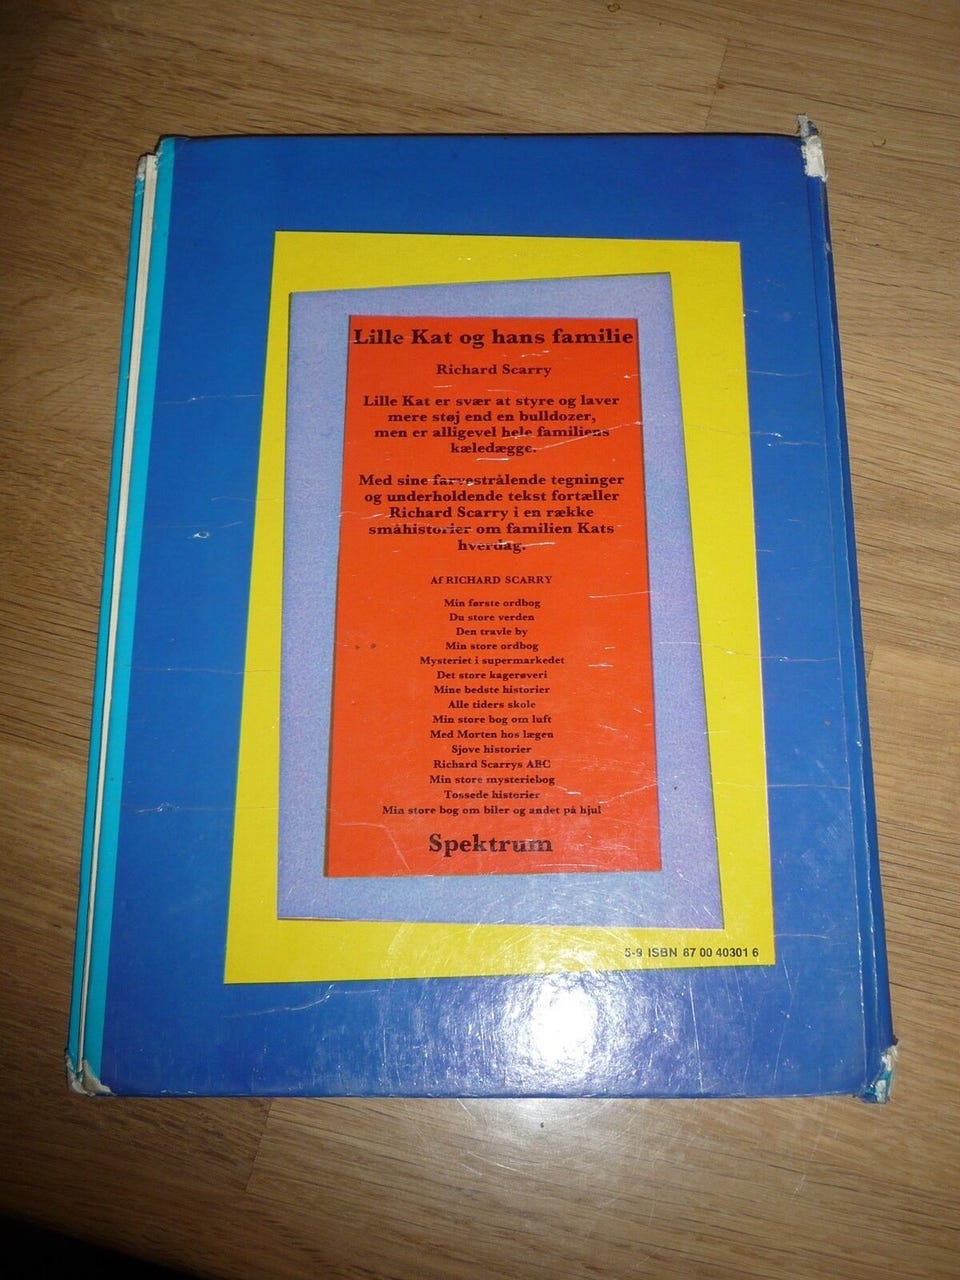 Lille Kat og hans familie
Richard Scarry
Lille Kat er svær at styre og laver
mere støj end en bulldozer,
men er alligevel hele familiens
kæledægge.
Med sine farvestrålende tegninger
og underholdende tekst fortæller
Richard Scarry i en række
småhistorier om familien Kats
hverdag.
Af RICHARD SCARRY
Min første ordbog
Du store verden
Den travle by
Min store ordbog
Mysteriet i supermarkedet
Det store kagerøveri
Mine bedste historier
Alle tiders skole
Min store bog om luft
Med Morten hos lægen
Sjove historier
Richard Scarrys ABC
Min store mysteriebog
Tossede historier
Min store bog om biler og andet på hjul
Spektrum
5-9 ISBN 87 00 40301 6